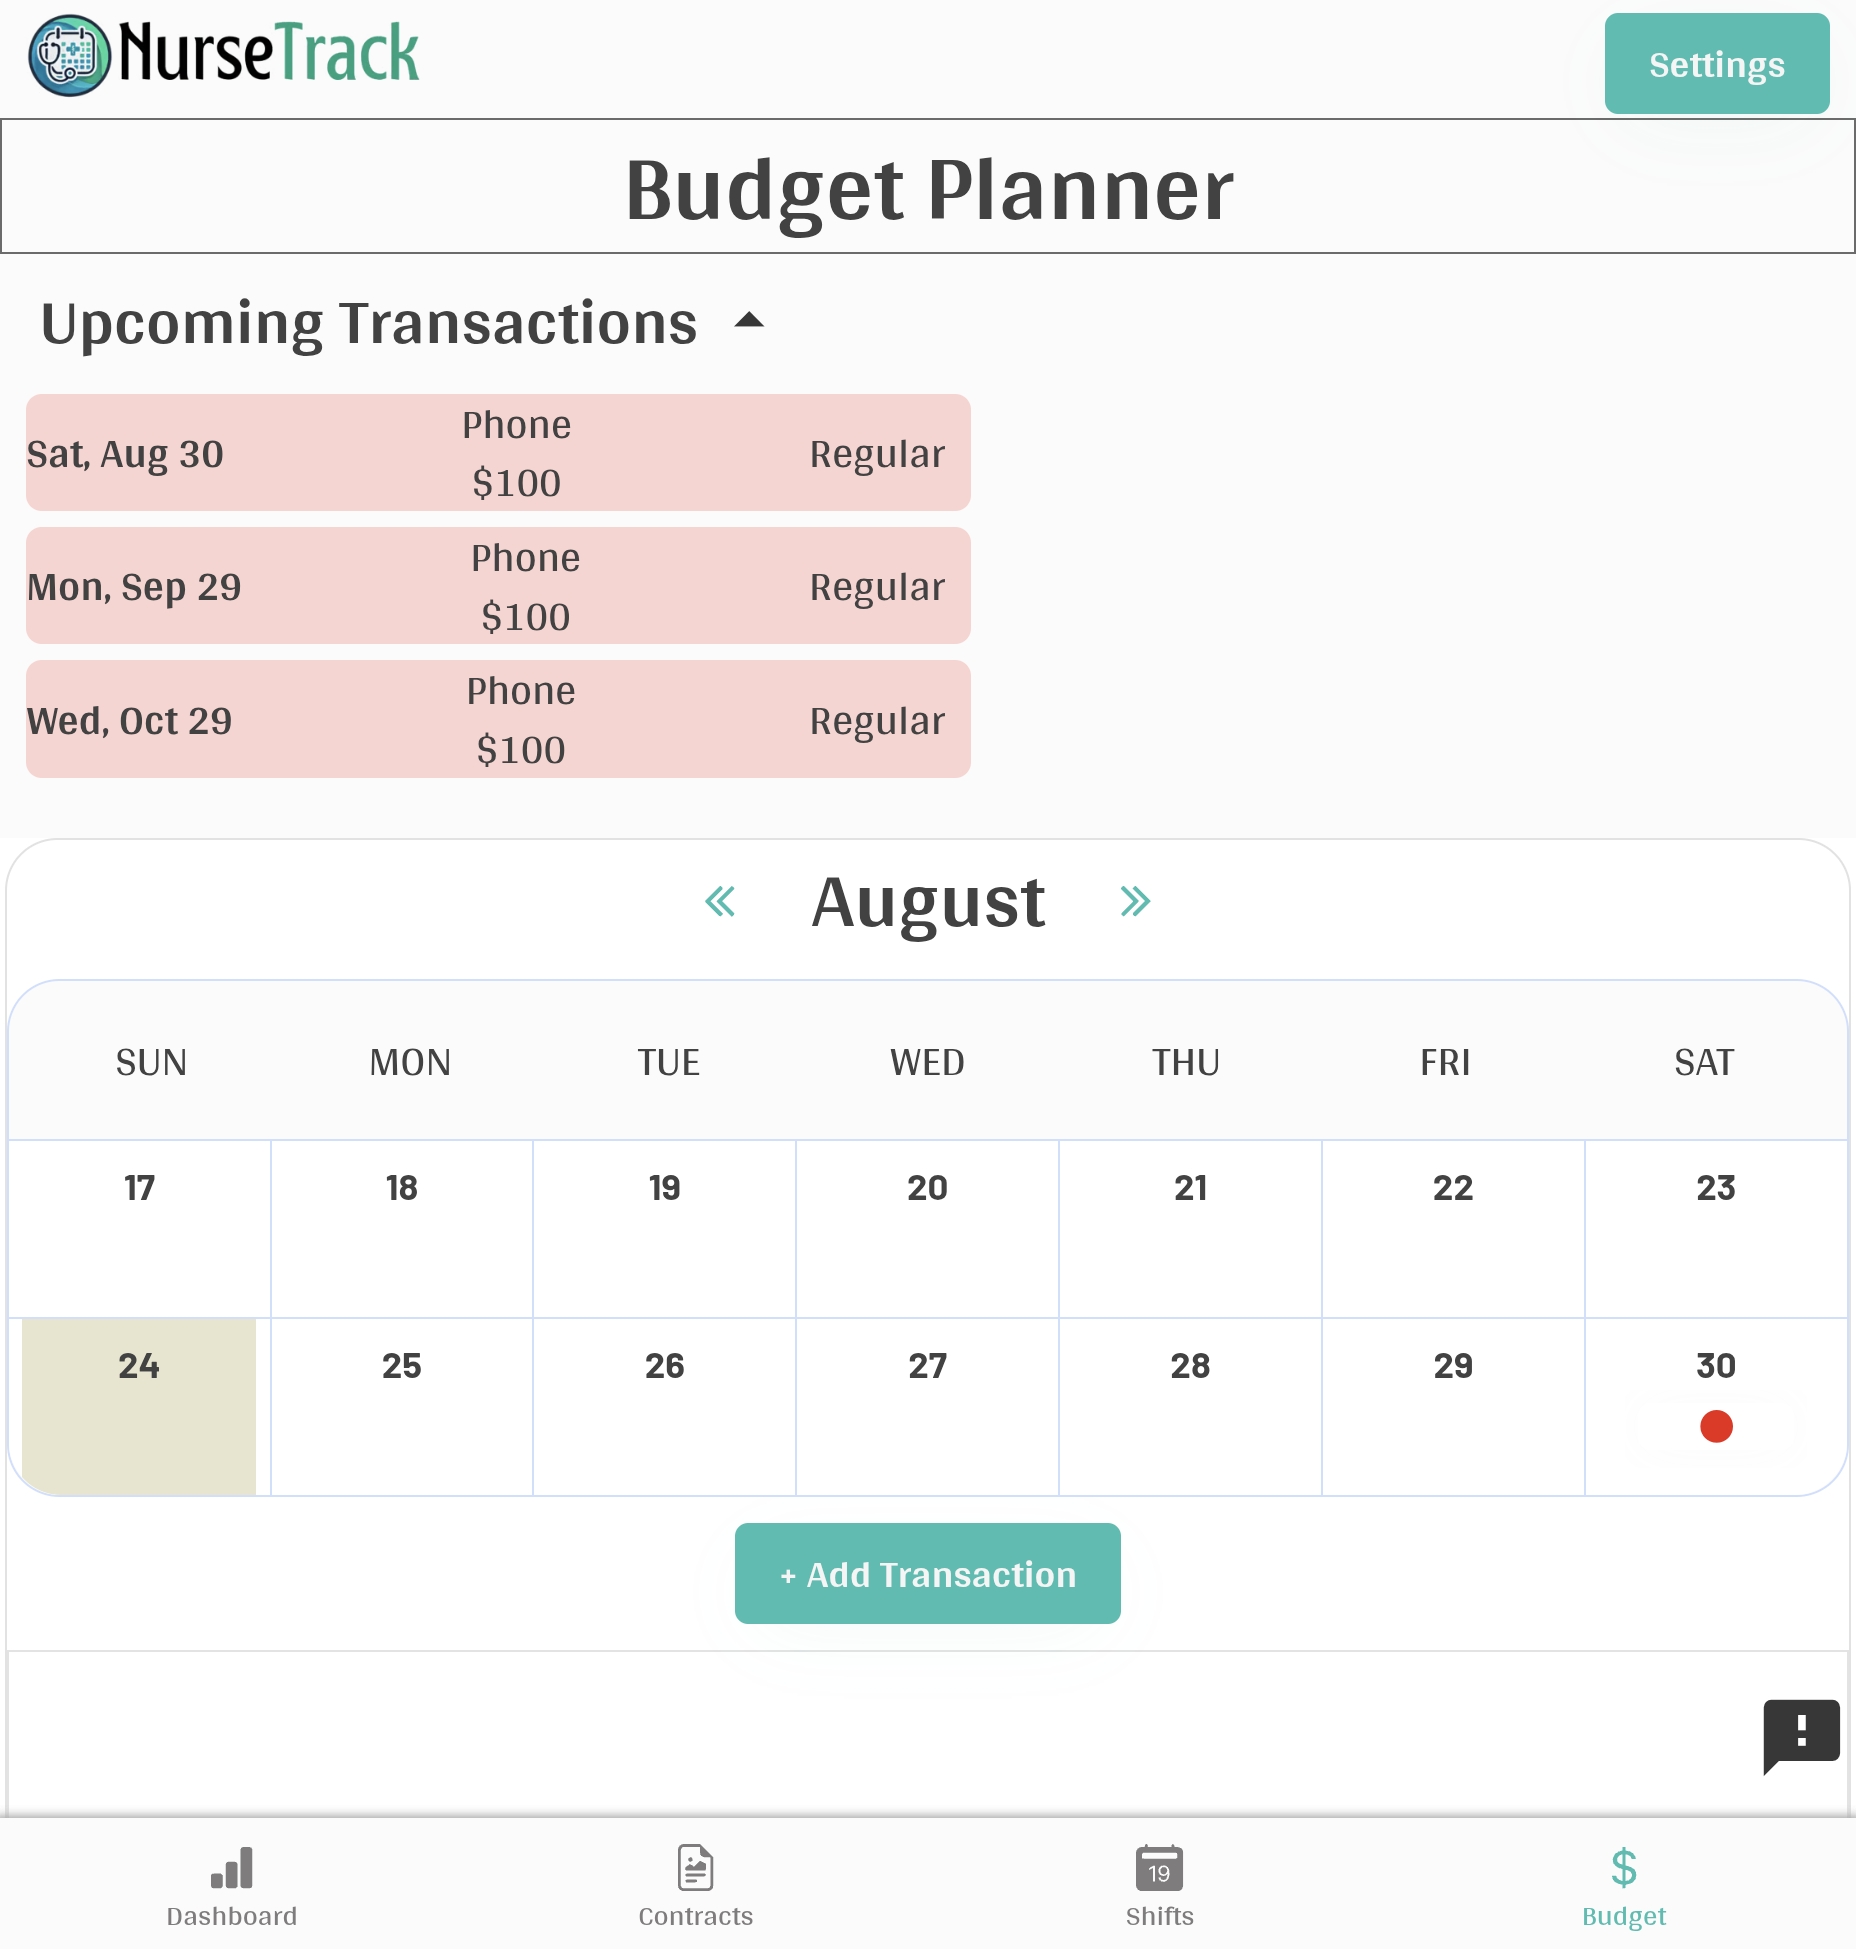 NurseTrack
Settings
Budget Planner
Upcoming Transactions
Sat, Aug 30
Phone
$100
Regular
Mon, Sep 29
Phone
$100
Regular
Wed, Oct 29
Phone
$100
Regular
August
SUN MON TUE WED THU FRI SAT
17 18 19 20 21 22 23
24 25 26 27 28 29 30
+ Add Transaction
!
19
$
Dashboard Contracts Shifts Budget